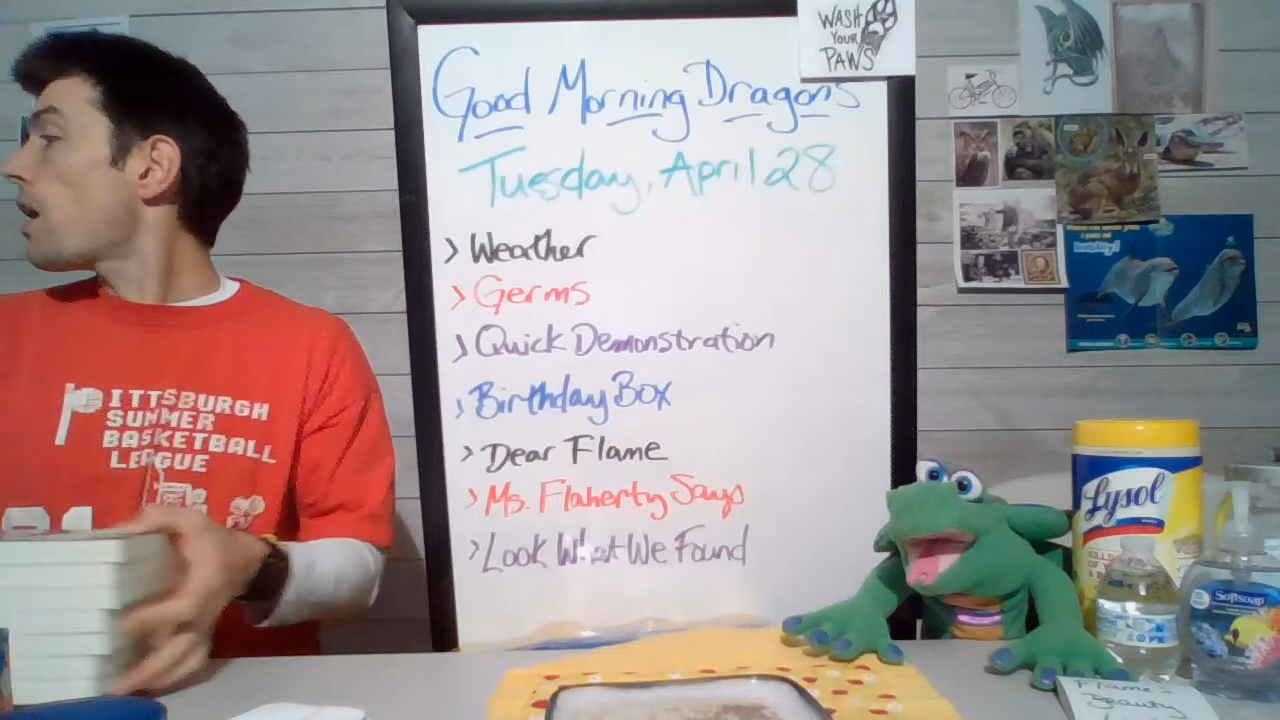 WASH
YOUR
PAWS
Good Morning Dragons
Tuesday, April 28
> Weather
> Germs
> Quick Demonstration
> Birthday Box
> Dear Flame
> Ms. Flaherty Says
> Look What We Found
PITTSBURGH
SUMMER
BASKETBALL
LEAGUE
Lysol
Softsoap
Flame's
Beauty